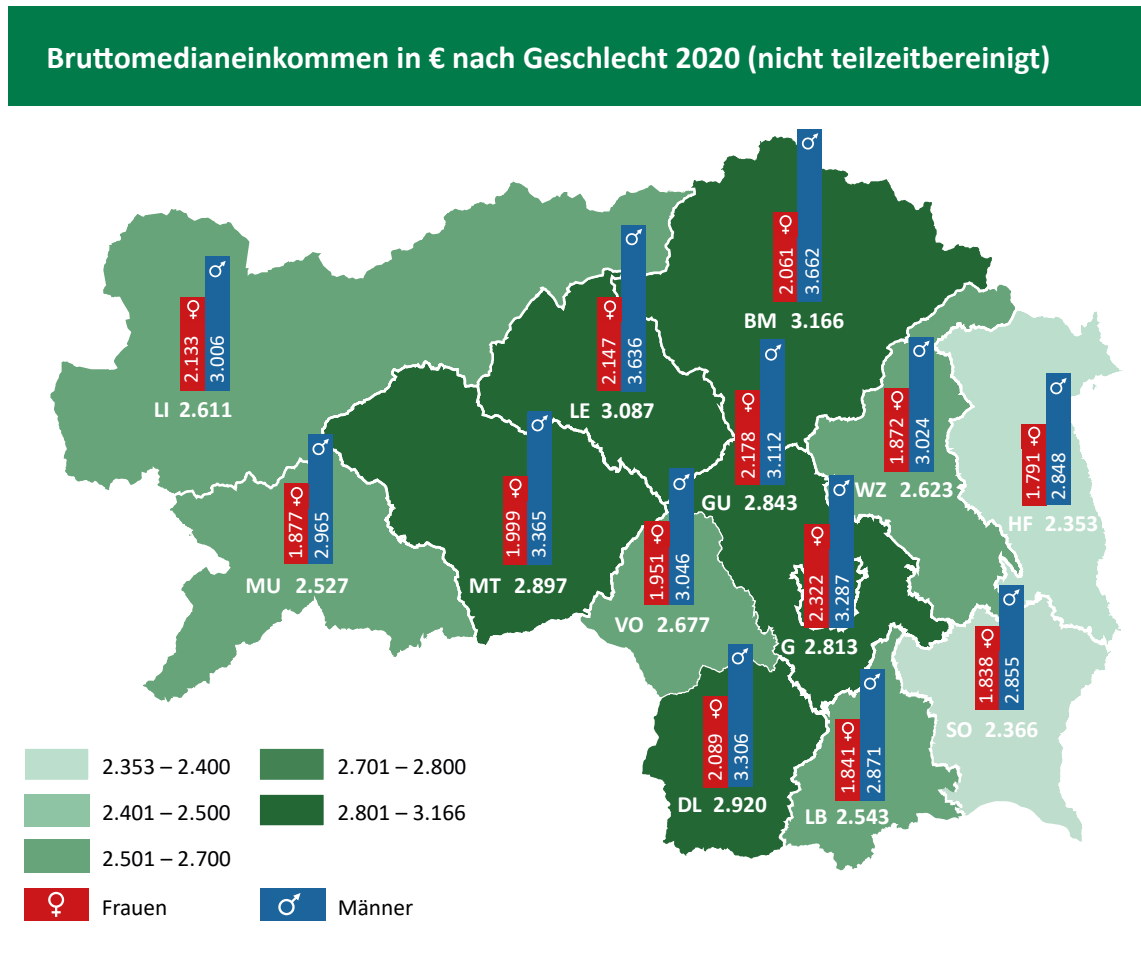 Bruttomedianeinkommen in € nach Geschlecht 2020 (nicht teilzeitbereinigt)
2.061
3.662
BM 3.166
2.133
3.006
LI 2.611
2.147
3.636
LE 3.087
2.178
3.112
GU 2.843
1.872
3.024
WZ 2.623
1.791
2.848
HF 2.353
1.877
2.965
MU 2.527
1.999
3.365
MT 2.897
1.951
3.046
VO 2.677
2.322
3.287
G 2.813
1.838
2.855
SO 2.366
2.089
3.306
DL 2.920
1.841
2.871
LB 2.543
2.353 – 2.400
2.401 – 2.500
2.501 – 2.700
2.701 – 2.800
2.801 – 3.166
♀ Frauen
♂ Männer